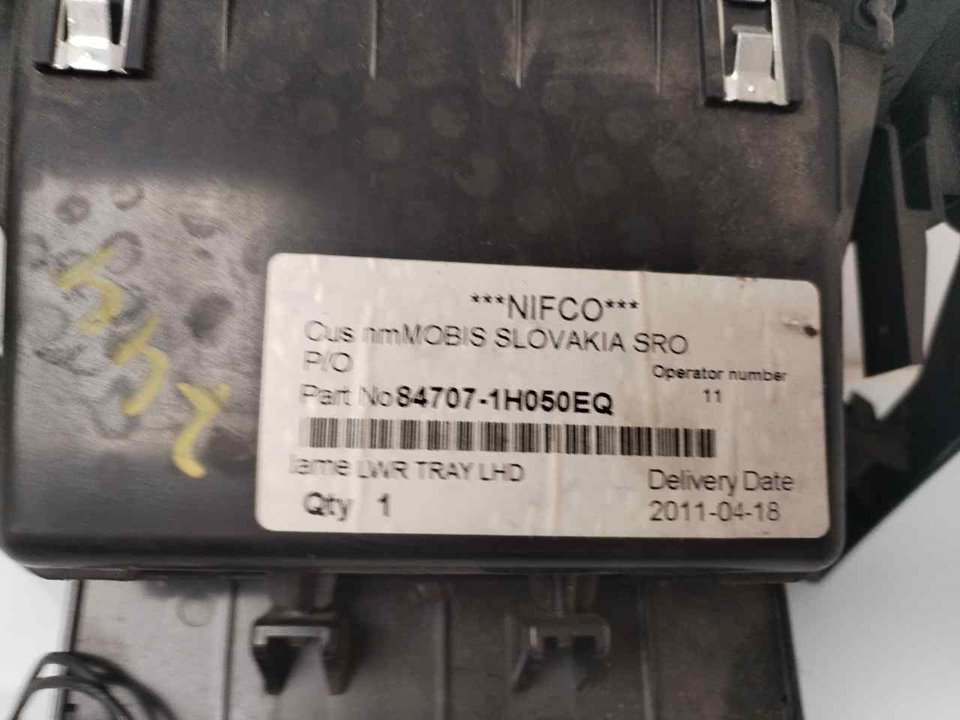 ***NIFCO***
Cus nmMOBIS SLOVAKIA SRO
P/O
Operator number
11
Part No84707-1H050EQ
lame LWR TRAY LHD
Qty 1
Delivery Date
2011-04-18